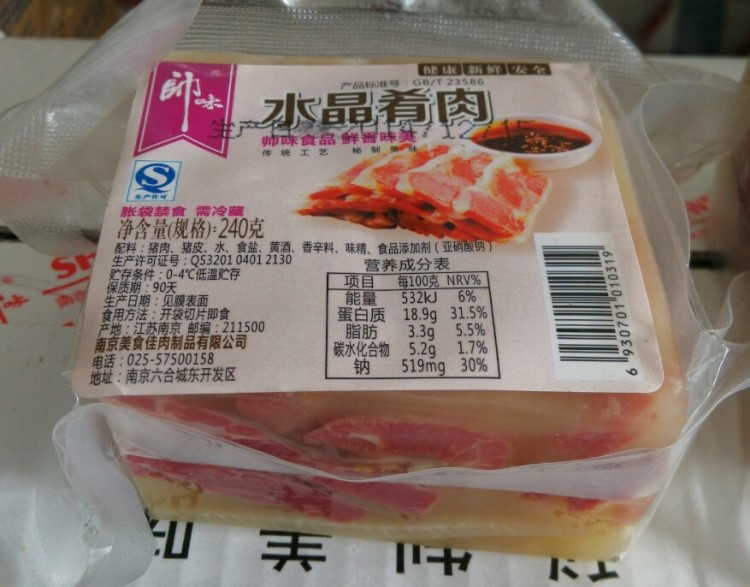 健康 新鲜 安全
产品标准号：GB/T 23586
帥味
水晶肴肉
帅味食品 鲜香味美
传统工艺 秘制美味
生产许可
胀袋禁食 需冷藏
净含量(规格)：240克
配料：猪肉、猪皮、水、食盐、黄酒、香辛料、味精、食品添加剂（亚硝酸钠）
生产许可证号：QS3201 0401 2130
贮存条件：0-4℃低温贮存
保质期：90天
生产日期：见膜表面
食用方法：开袋切片即食
产地：江苏南京 邮编：211500
南京美食佳肉制品有限公司
电话：025-57500158
地址：南京六合城东开发区
营养成分表
项目 每100克 NRV%
能量 532kJ 6%
蛋白质 18.9g 31.5%
脂肪 3.3g 5.5%
碳水化合物 5.2g 1.7%
钠 519mg 30%
6 930701 010319